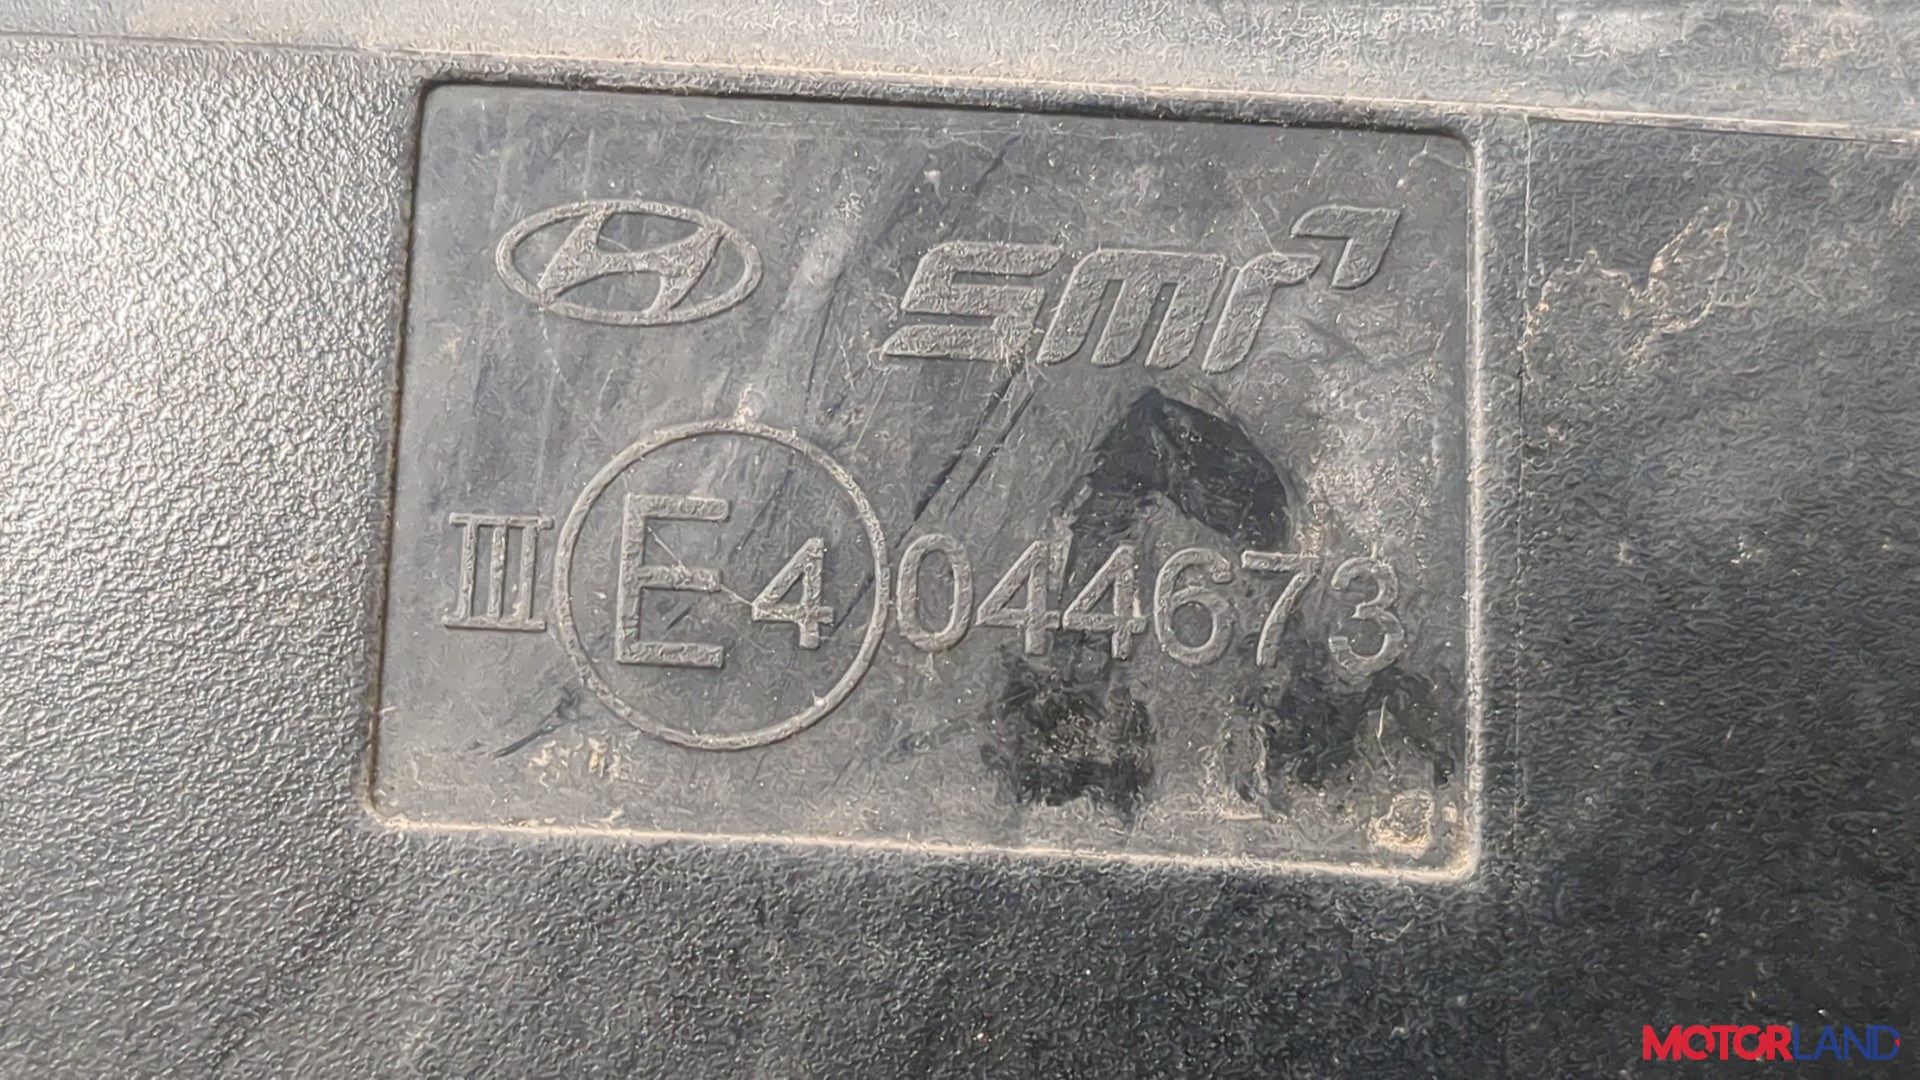 smr
III E4 044673
MOTORLAND